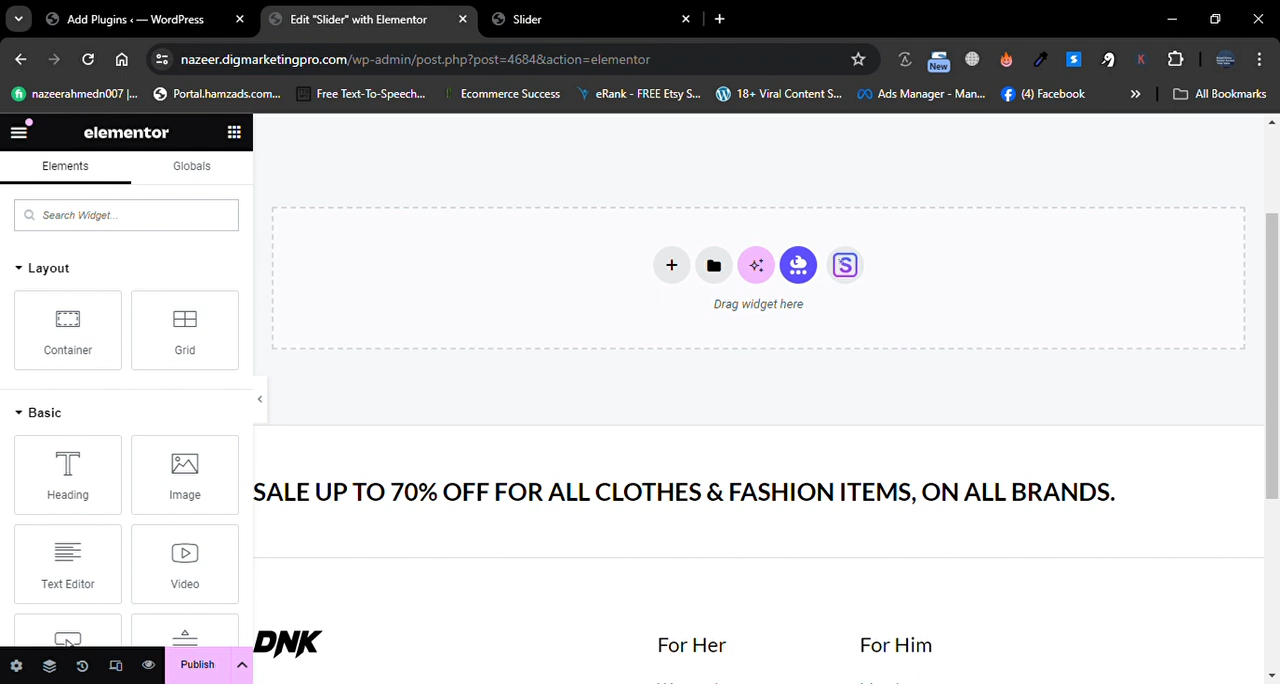 Add Plugins ‹ — WordPress
Edit "Slider" with Elementor
Slider
nazeer.digmarketingpro.com/wp-admin/post.php?post=4684&action=elementor
New
K
nazeerahmedn007 |...
Portal.hamzads.com...
Free Text-To-Speech...
Ecommerce Success
eRank - FREE Etsy S...
18+ Viral Content S...
Ads Manager - Man...
(4) Facebook
All Bookmarks
elementor
Elements
Globals
Search Widget...
Layout
Container
Grid
Basic
Heading
Image
Text Editor
Video
Publish
Drag widget here
SALE UP TO 70% OFF FOR ALL CLOTHES & FASHION ITEMS, ON ALL BRANDS.
DNK
For Her
For Him